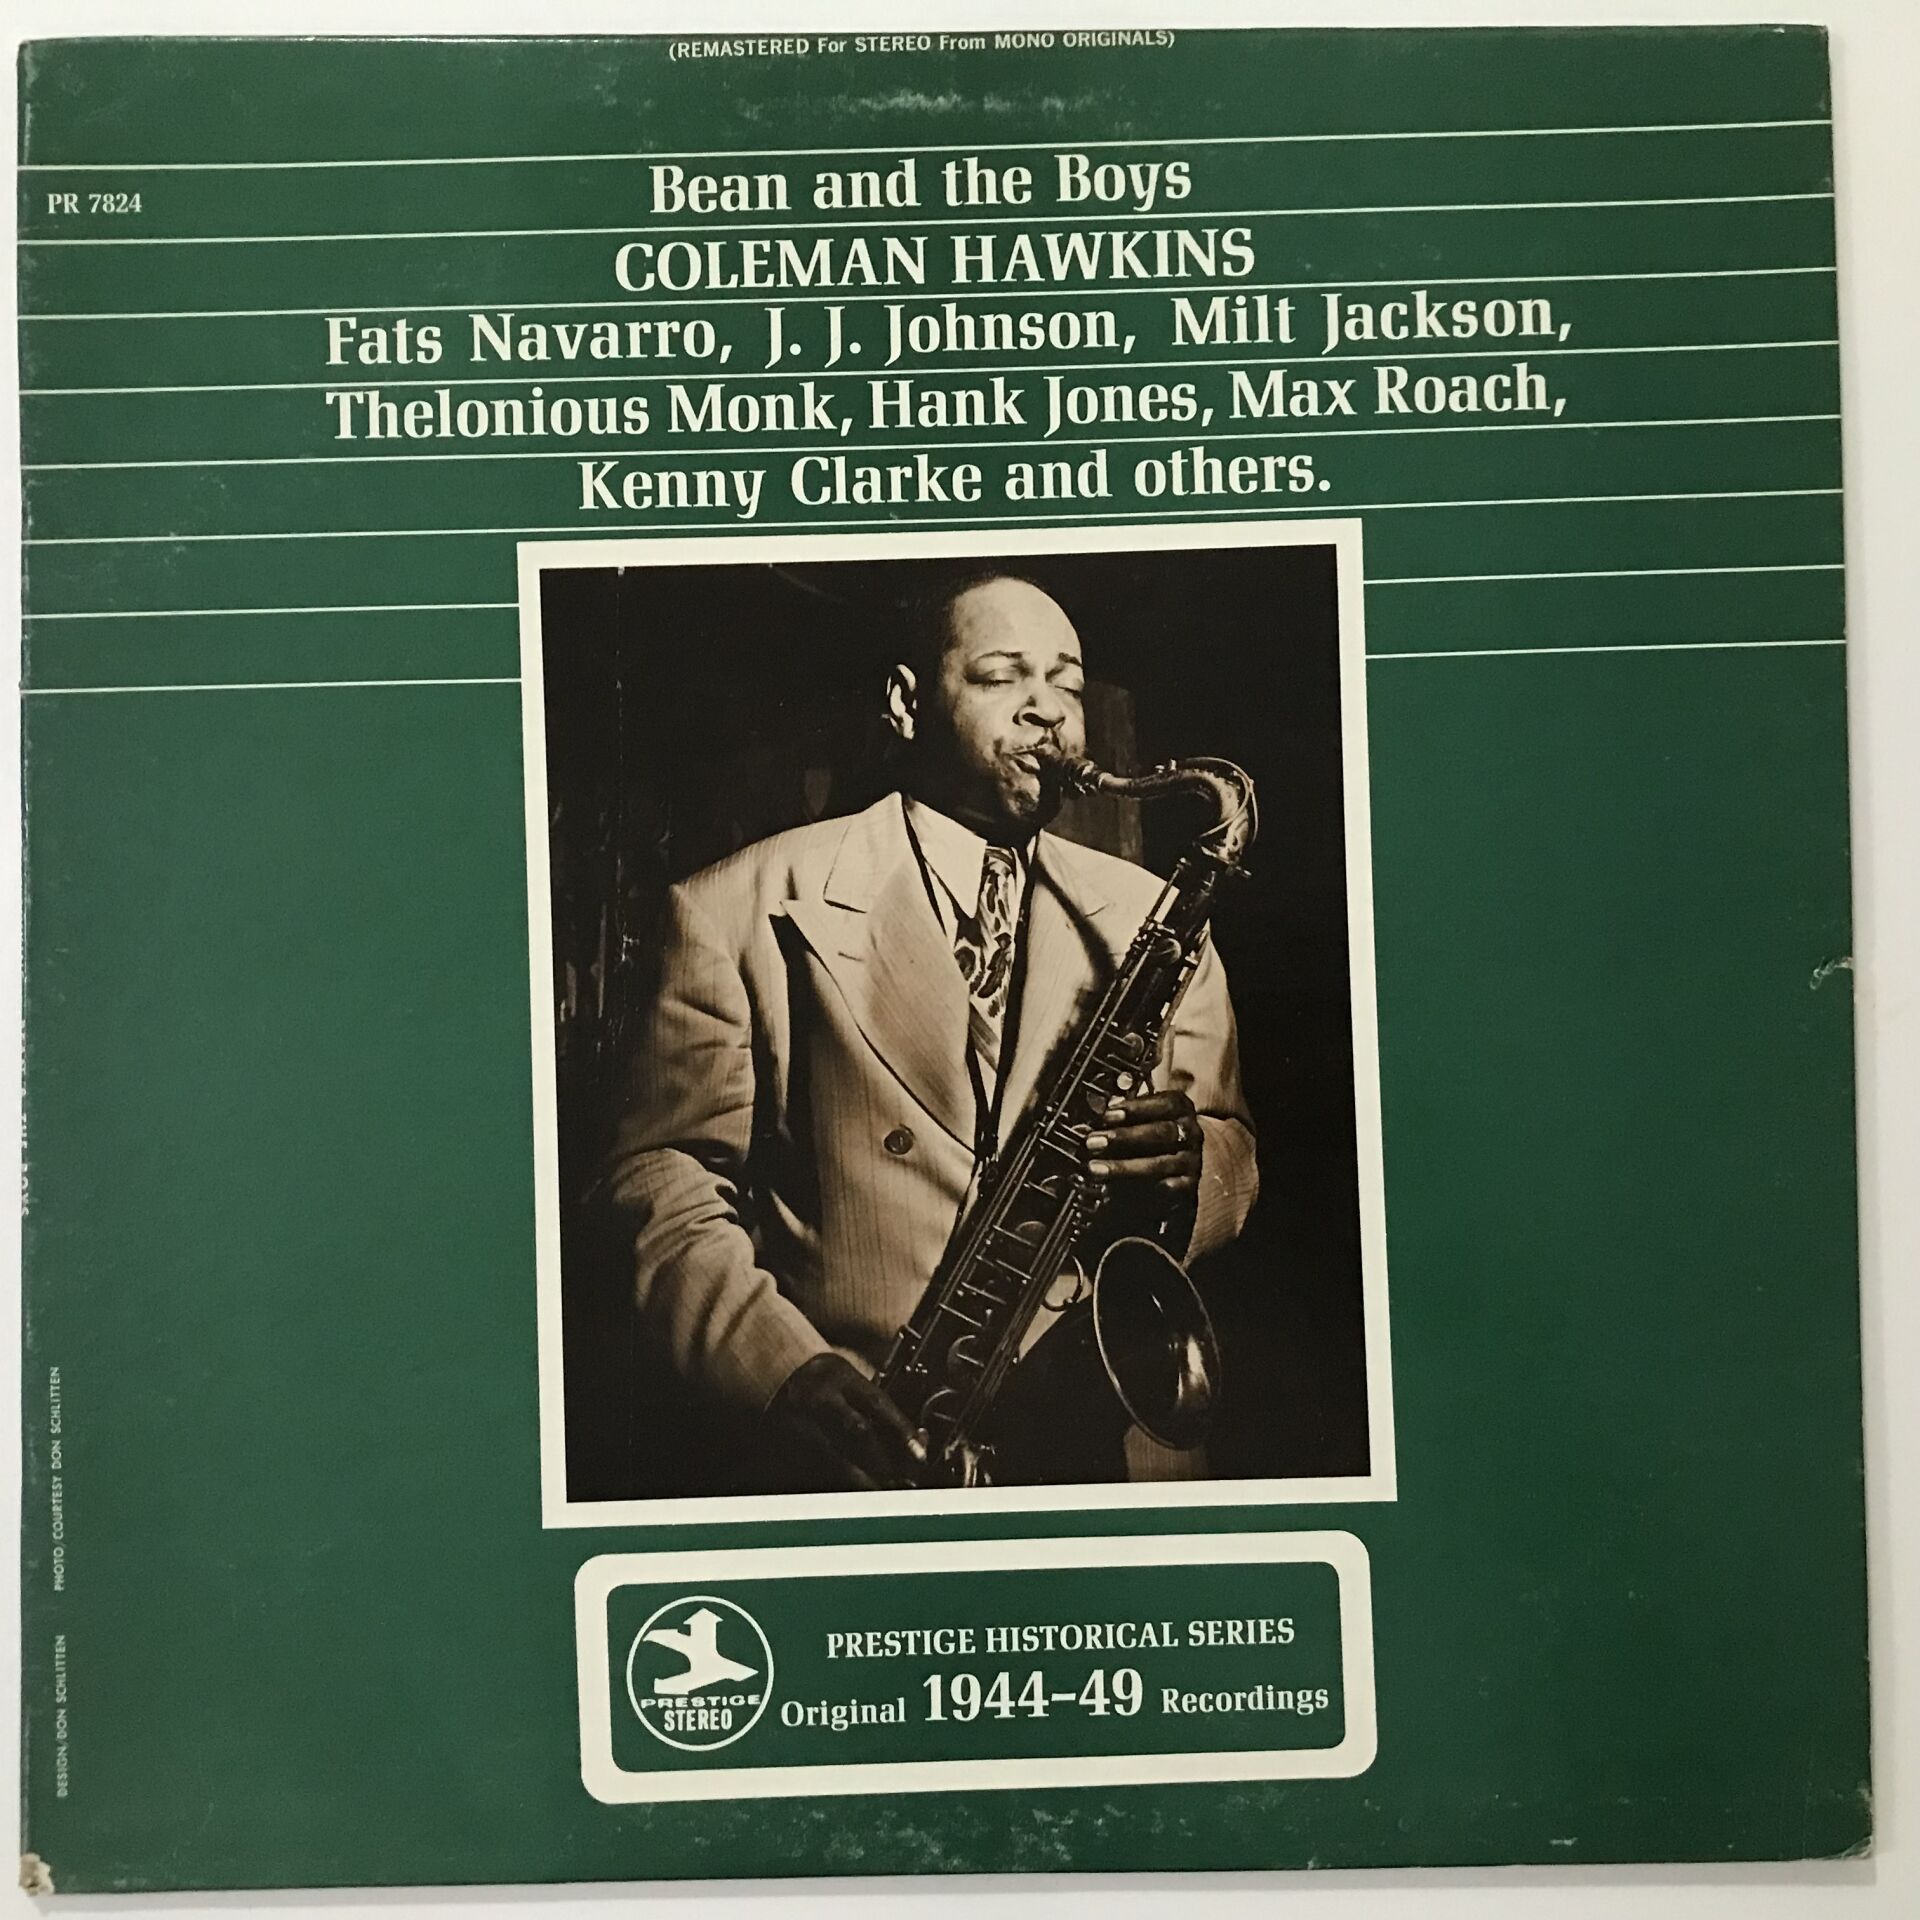 (REMASTERED For STEREO From MONO ORIGINALS)
PR 7824
Bean and the Boys
COLEMAN HAWKINS
Fats Navarro, J. J. Johnson, Milt Jackson,
Thelonious Monk, Hank Jones, Max Roach,
Kenny Clarke and others.
PHOTO/COURTESY DON SCHLITTEN
DESIGN/DON SCHLITTEN
PRESTIGE
STEREO
PRESTIGE HISTORICAL SERIES
Original 1944-49 Recordings